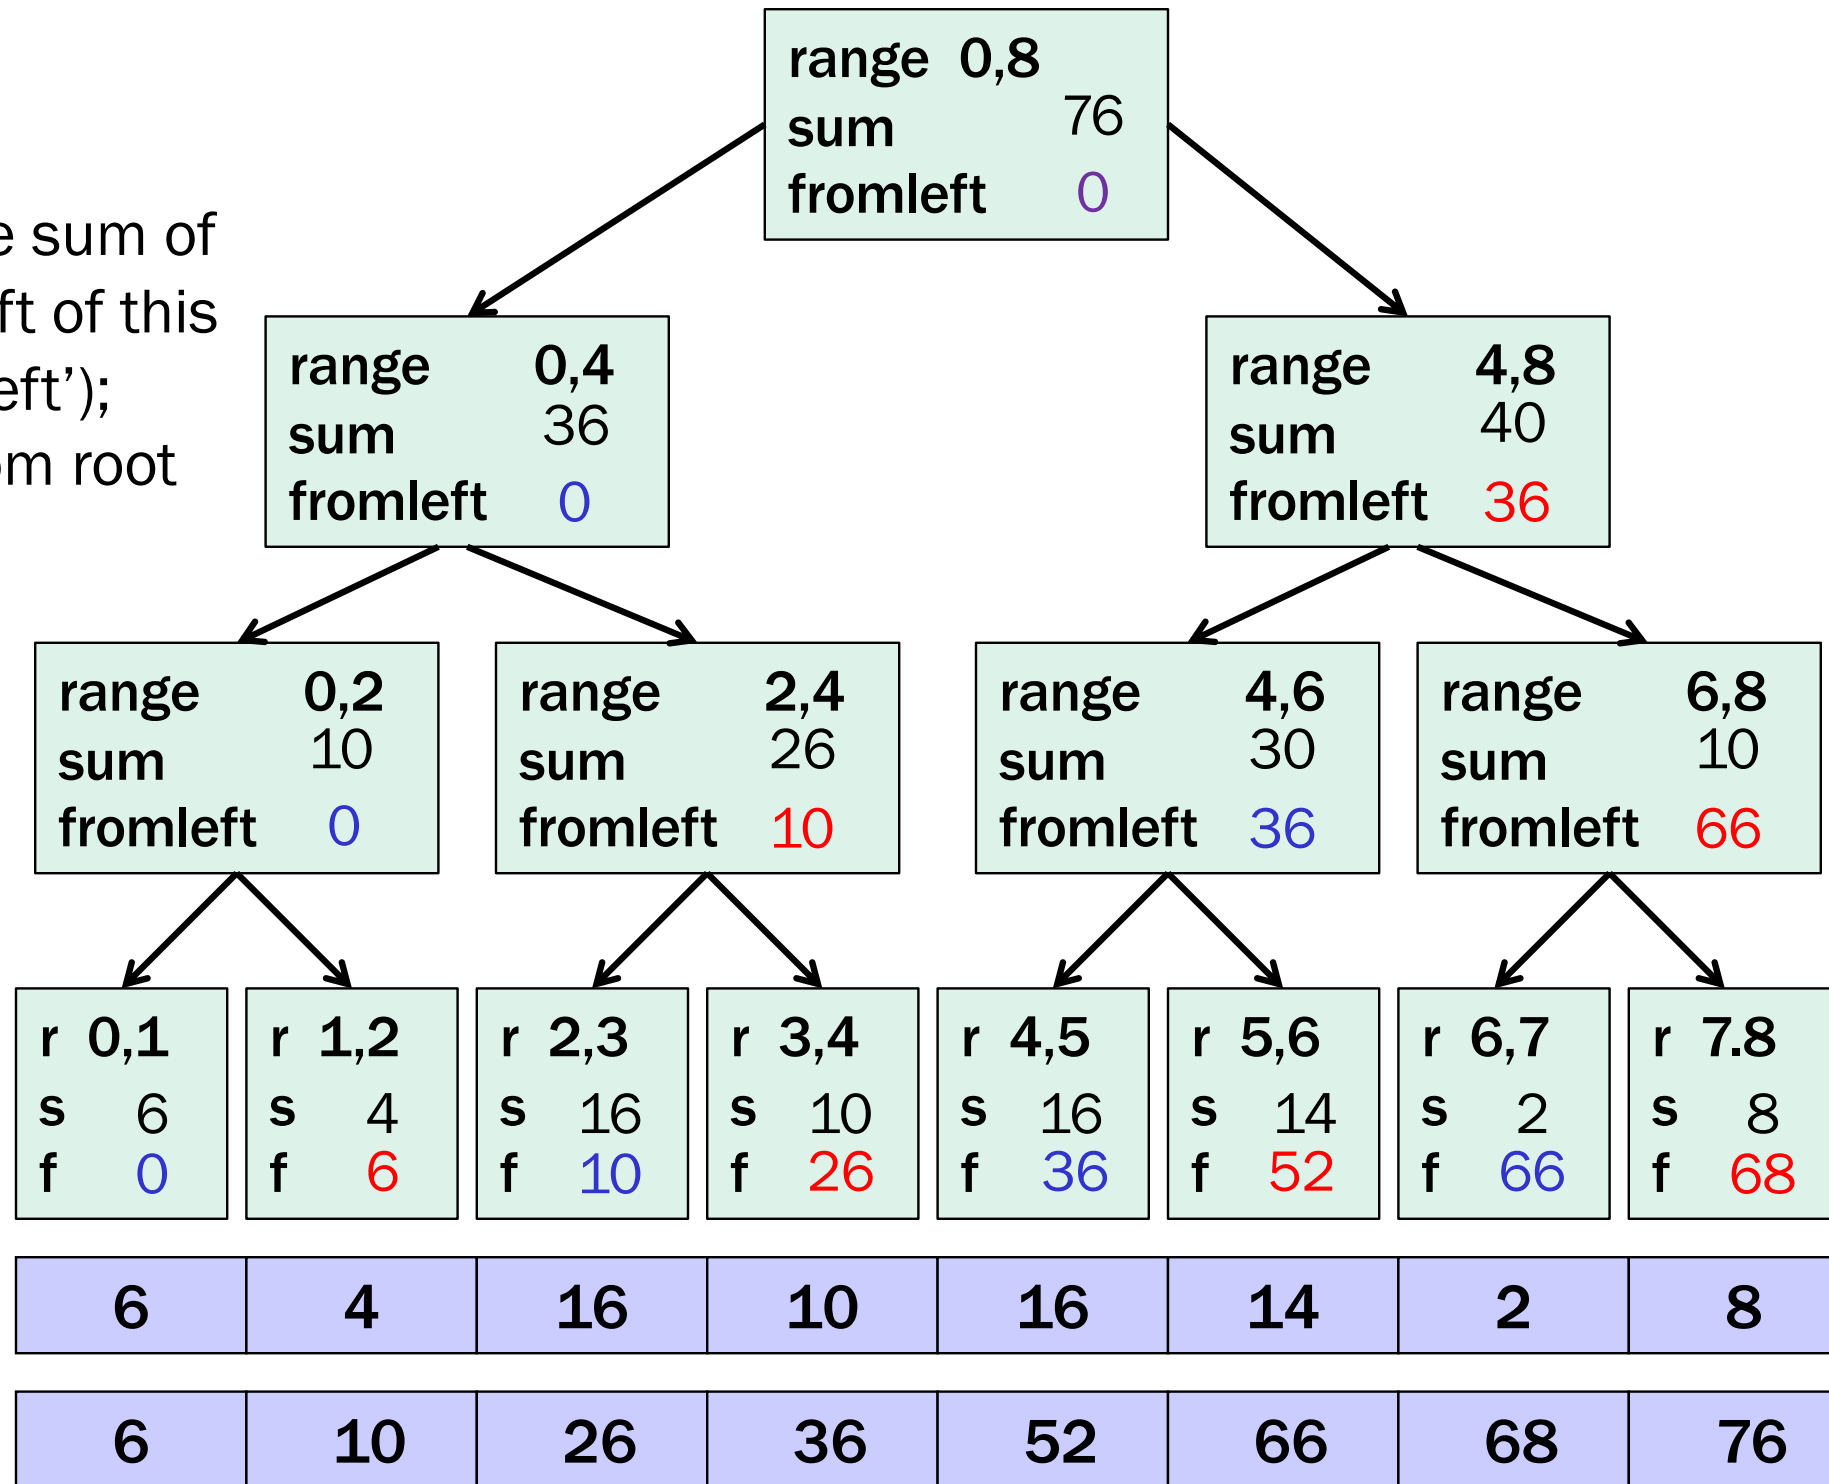 range 0,8
sum 76
fromleft 0
e sum of
ft of this
eft’);
om root
range 0,4
sum 36
fromleft 0
range 4,8
sum 40
fromleft 36
range 0,2
sum 10
fromleft 0
range 2,4
sum 26
fromleft 10
range 4,6
sum 30
fromleft 36
range 6,8
sum 10
fromleft 66
r 0,1
s 6
f 0
r 1,2
s 4
f 6
r 2,3
s 16
f 10
r 3,4
s 10
f 26
r 4,5
s 16
f 36
r 5,6
s 14
f 52
r 6,7
s 2
f 66
r 7.8
s 8
f 68
6 4 16 10 16 14 2 8
6 10 26 36 52 66 68 76